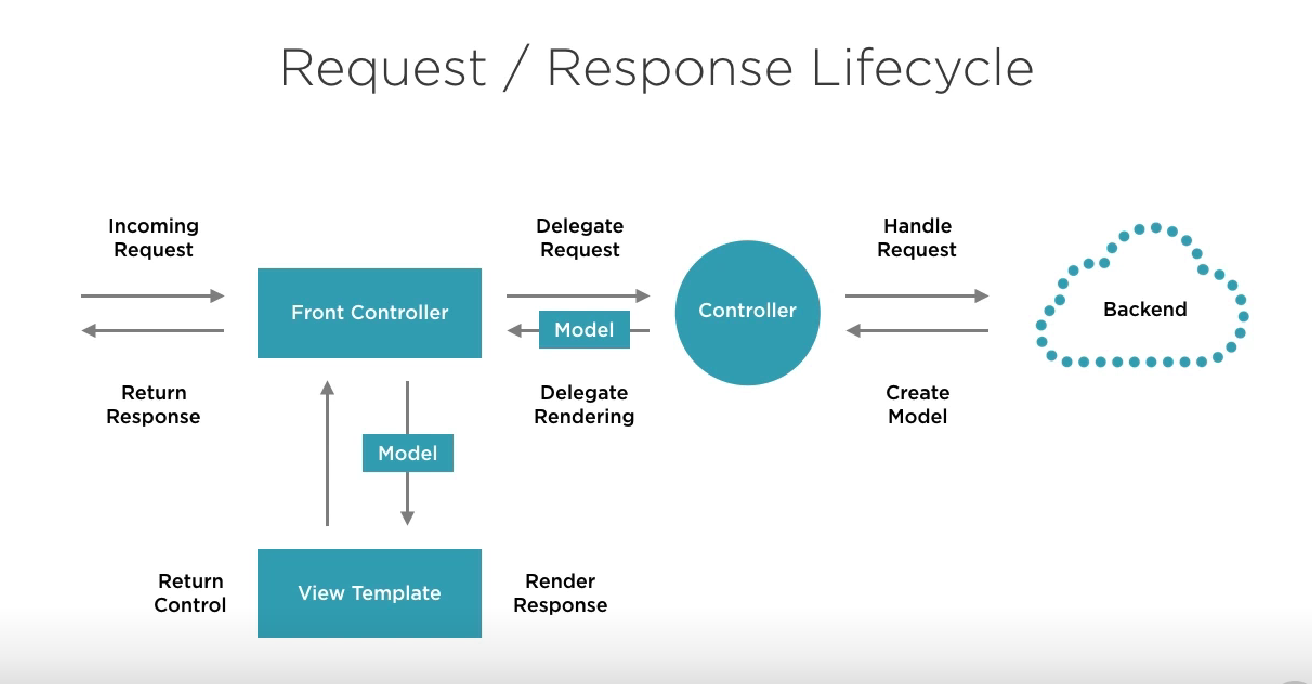 Request / Response Lifecycle
Incoming
Request
Delegate
Request
Handle
Request
Front Controller
Controller
Backend
Model
Return
Response
Delegate
Rendering
Create
Model
Model
Return
Control
View Template
Render
Response